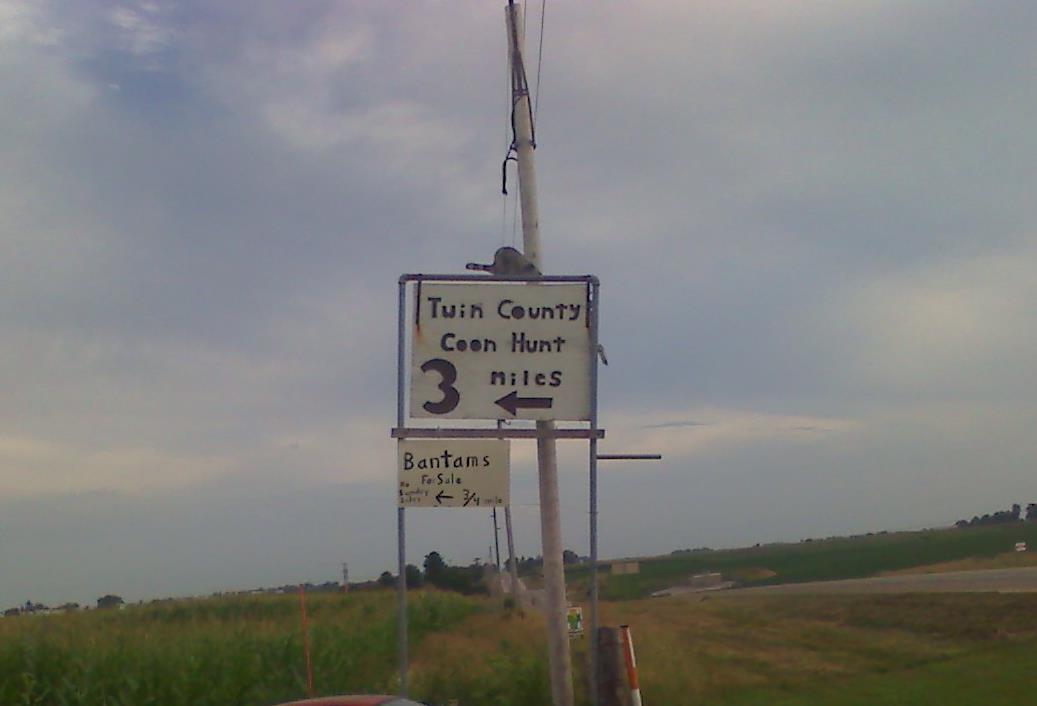 Twin County
Coon Hunt
3 miles
Bantams
For Sale
No
Sunday
Sales
3/4 mile